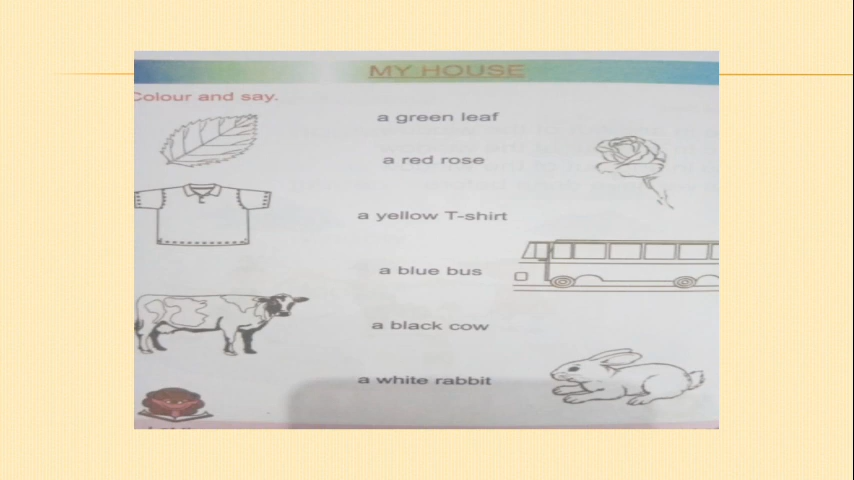 MY HOUSE
Colour and say.
a green leaf
a red rose
a yellow T-shirt
a blue bus
a black cow
a white rabbit